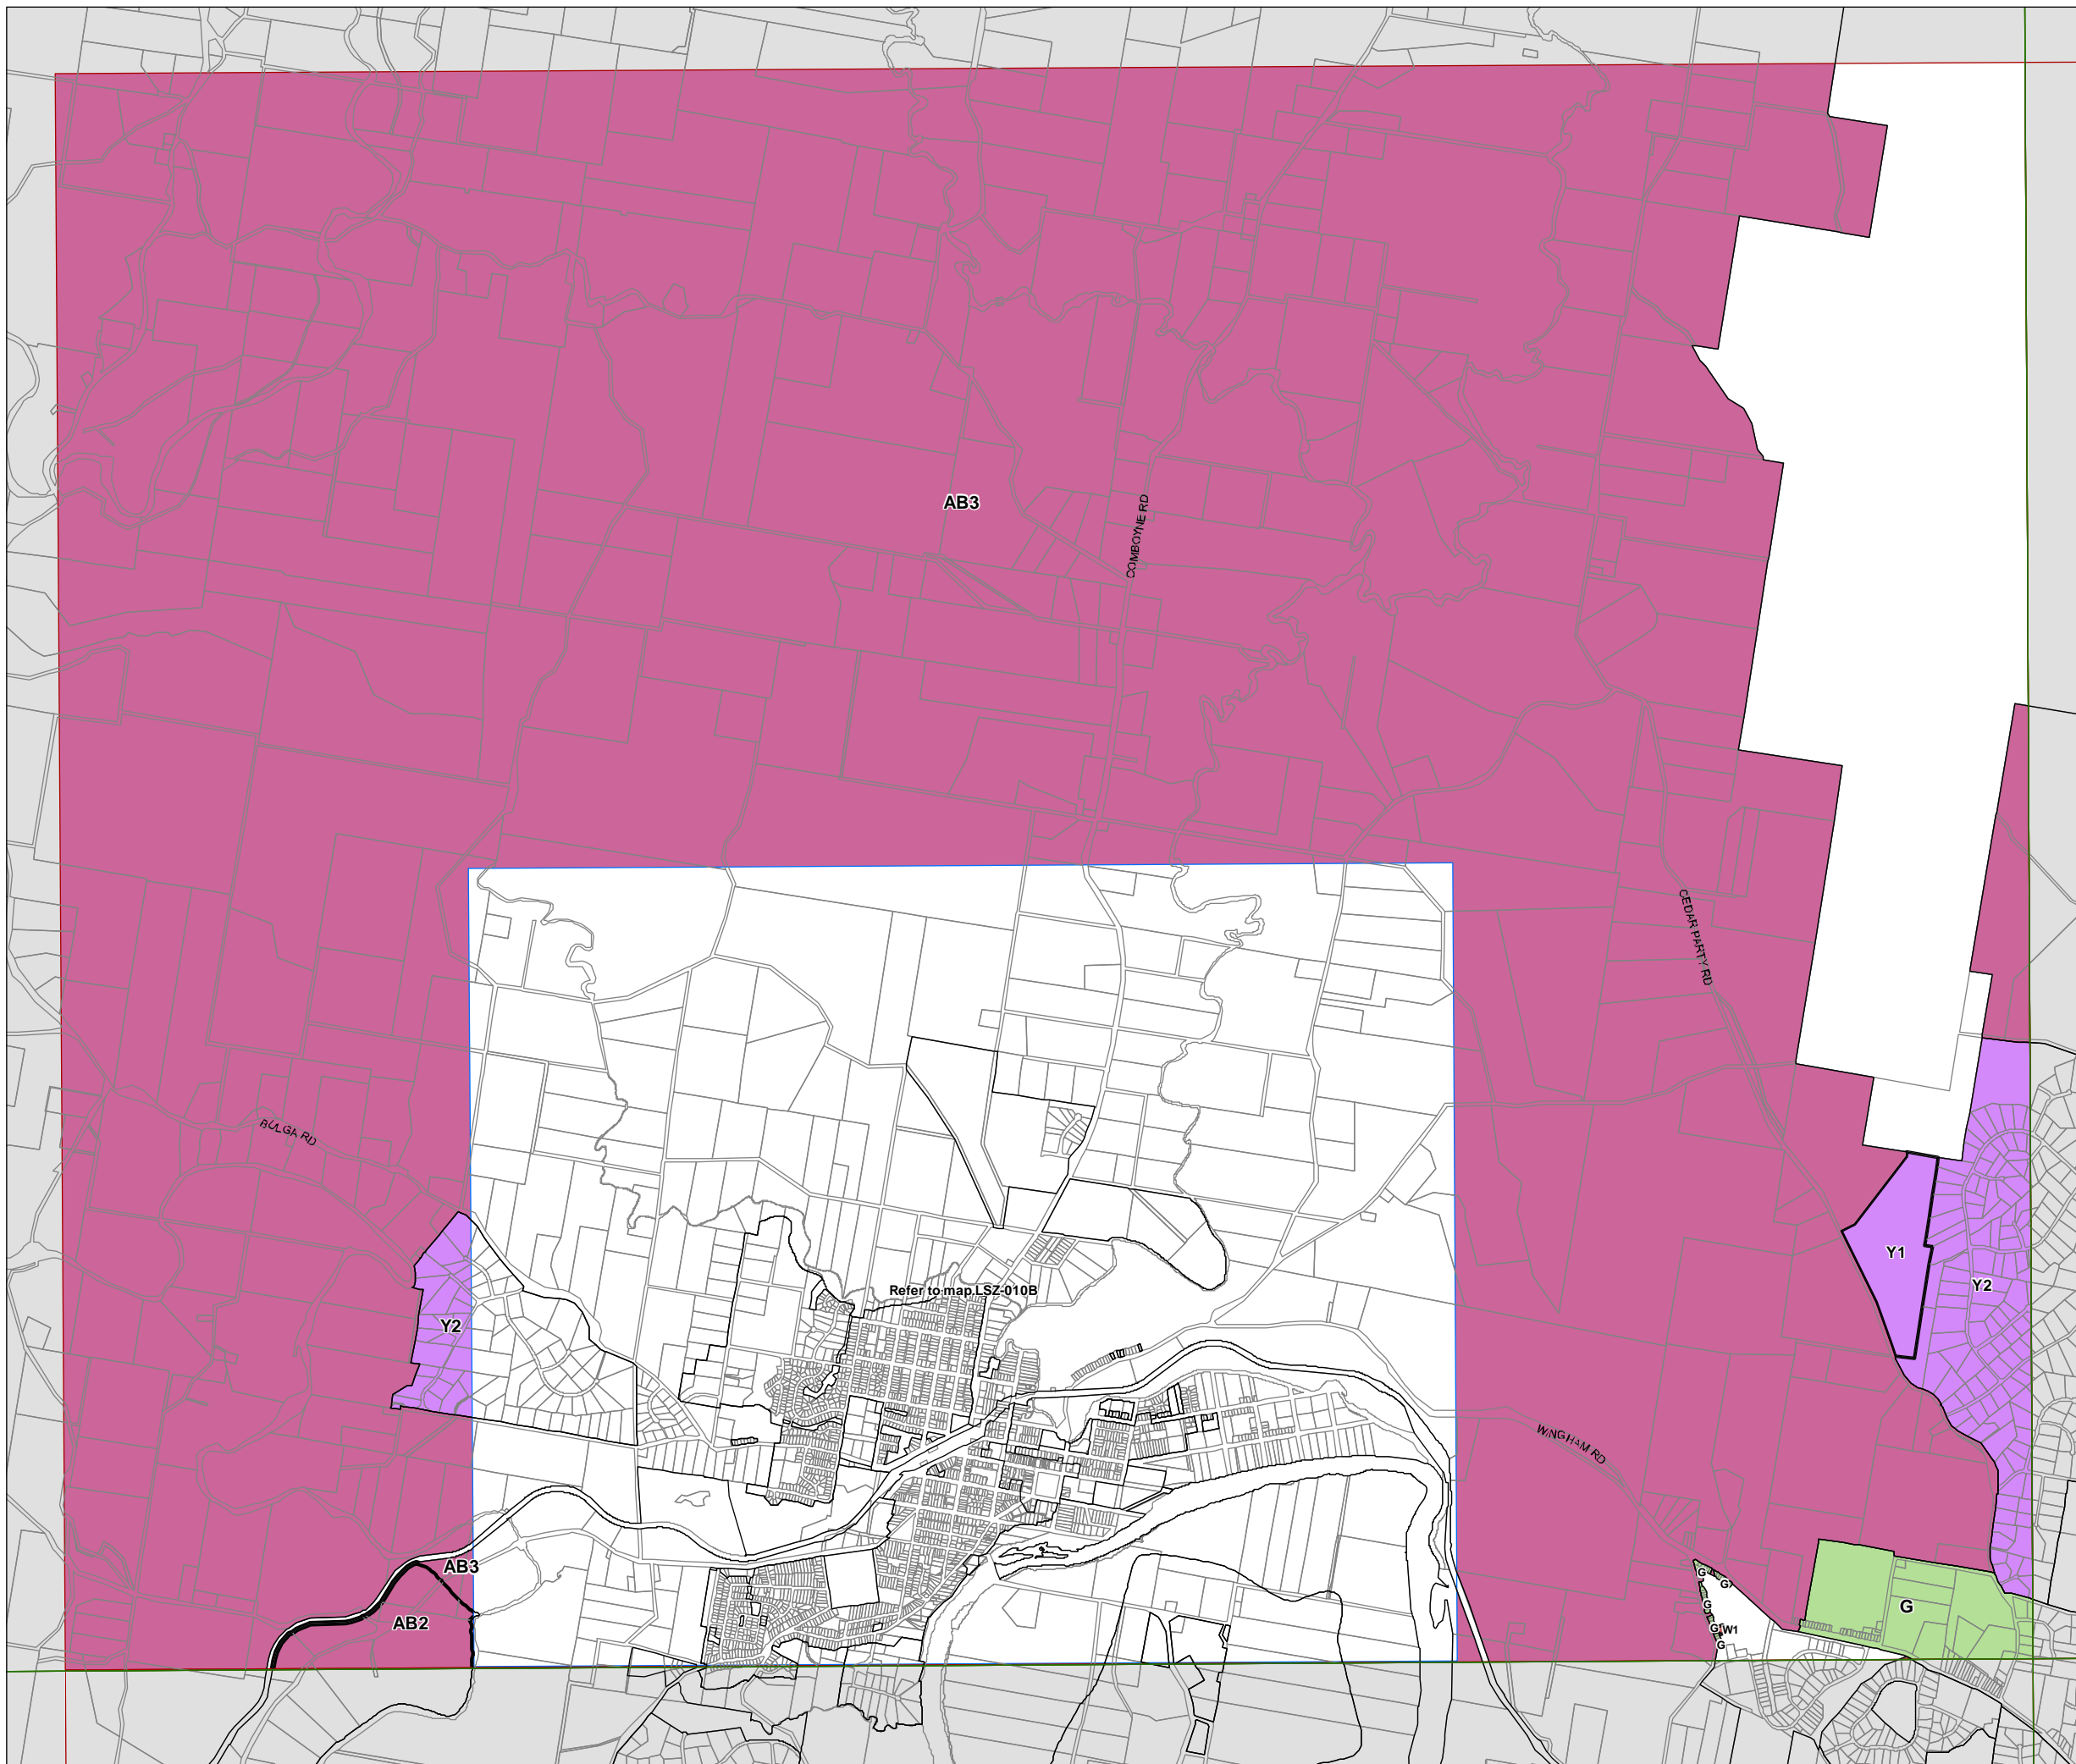 AB3
COMBOYNE RD
CEDAR PARTY RD
BULGA RD
Y1
Y2
Refer to map LSZ-010B
Y2
WINGHAM RD
AB3
G
G
G
G
AB2
G
W1
G